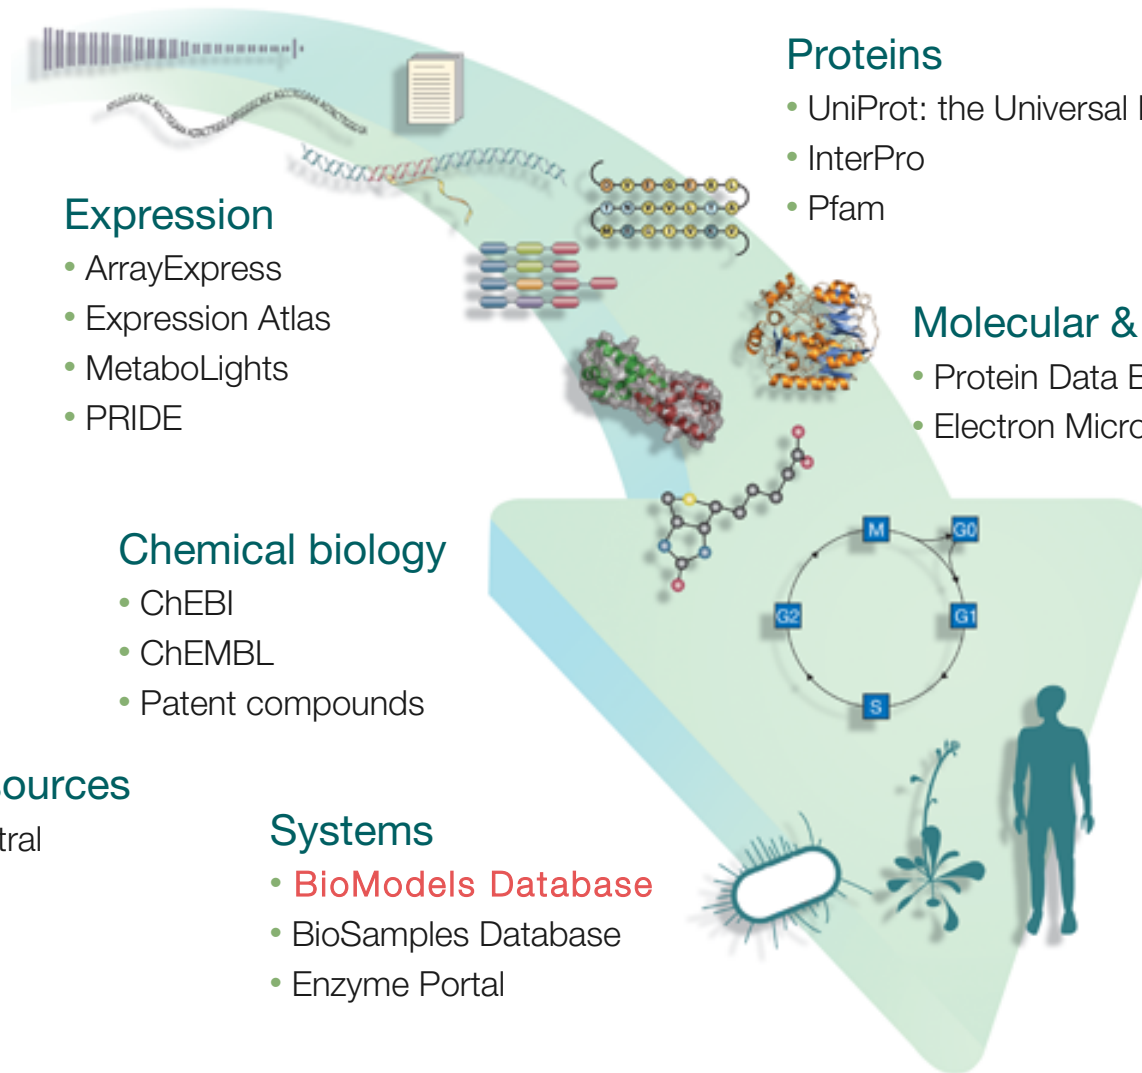 Proteins
• UniProt: the Universal
• InterPro
• Pfam
Expression
• ArrayExpress
• Expression Atlas
• MetaboLights
• PRIDE
Molecular &
• Protein Data
• Electron Micro
Chemical biology
• ChEBI
• ChEMBL
• Patent compounds
M
G0
G2
G1
S
ources
tral
Systems
• BioModels Database
• BioSamples Database
• Enzyme Portal